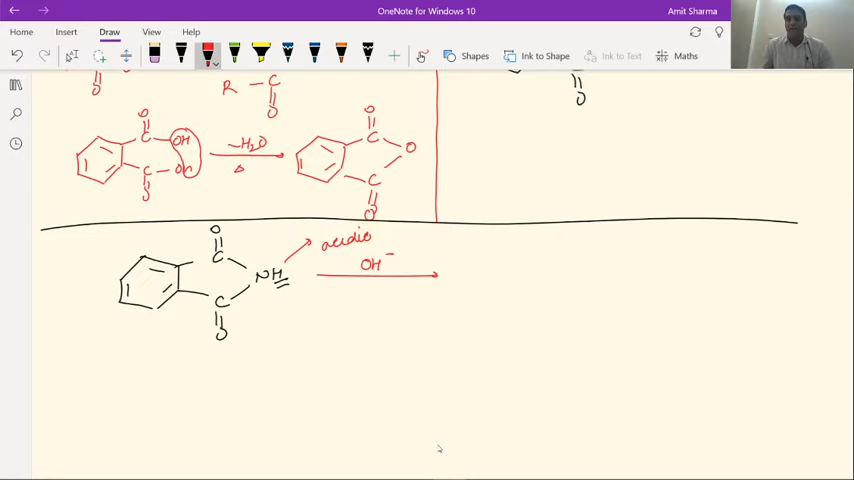 OneNote for Windows 10
Amit Sharma
Home Insert Draw View Help
Shapes Ink to Shape Ink to Text Maths
O
R – C
O
O
O
C – OH
C – OH
O
–H₂O
Δ
O
C
O
C
O
O
C
NH
C
O
acidic
OH⁻